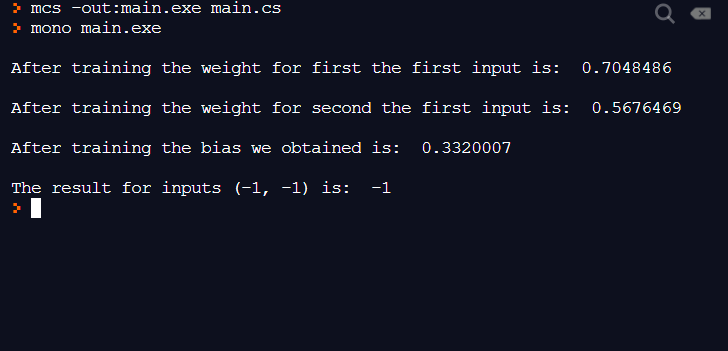 > mcs -out:main.exe main.cs
> mono main.exe
After training the weight for first the first input is:  0.7048486
After training the weight for second the first input is:  0.5676469
After training the bias we obtained is:  0.3320007
The result for inputs (-1, -1) is:  -1
>